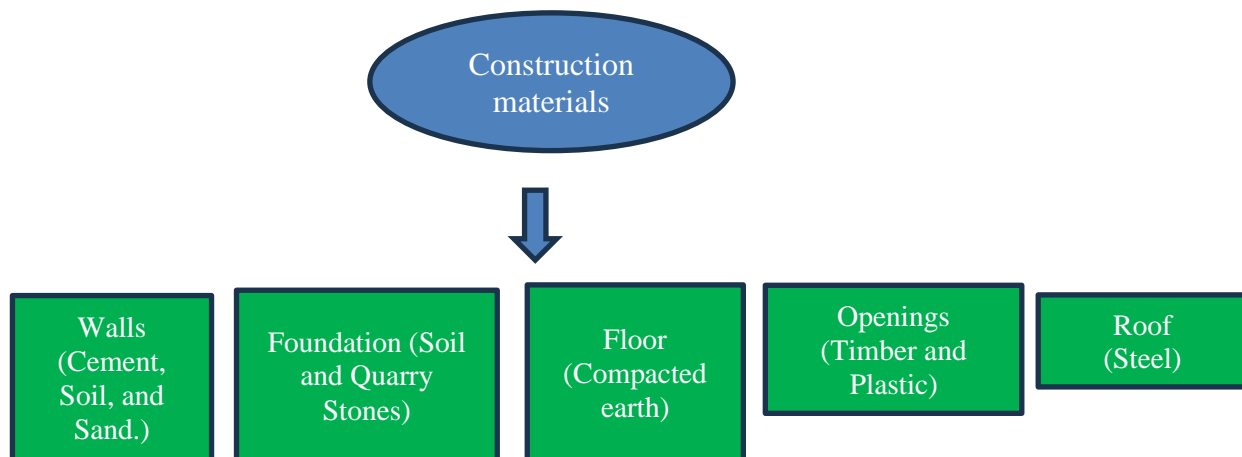 Construction
materials
Walls
(Cement,
Soil, and
Sand.)
Foundation (Soil
and Quarry
Stones)
Floor
(Compacted
earth)
Openings
(Timber and
Plastic)
Roof
(Steel)